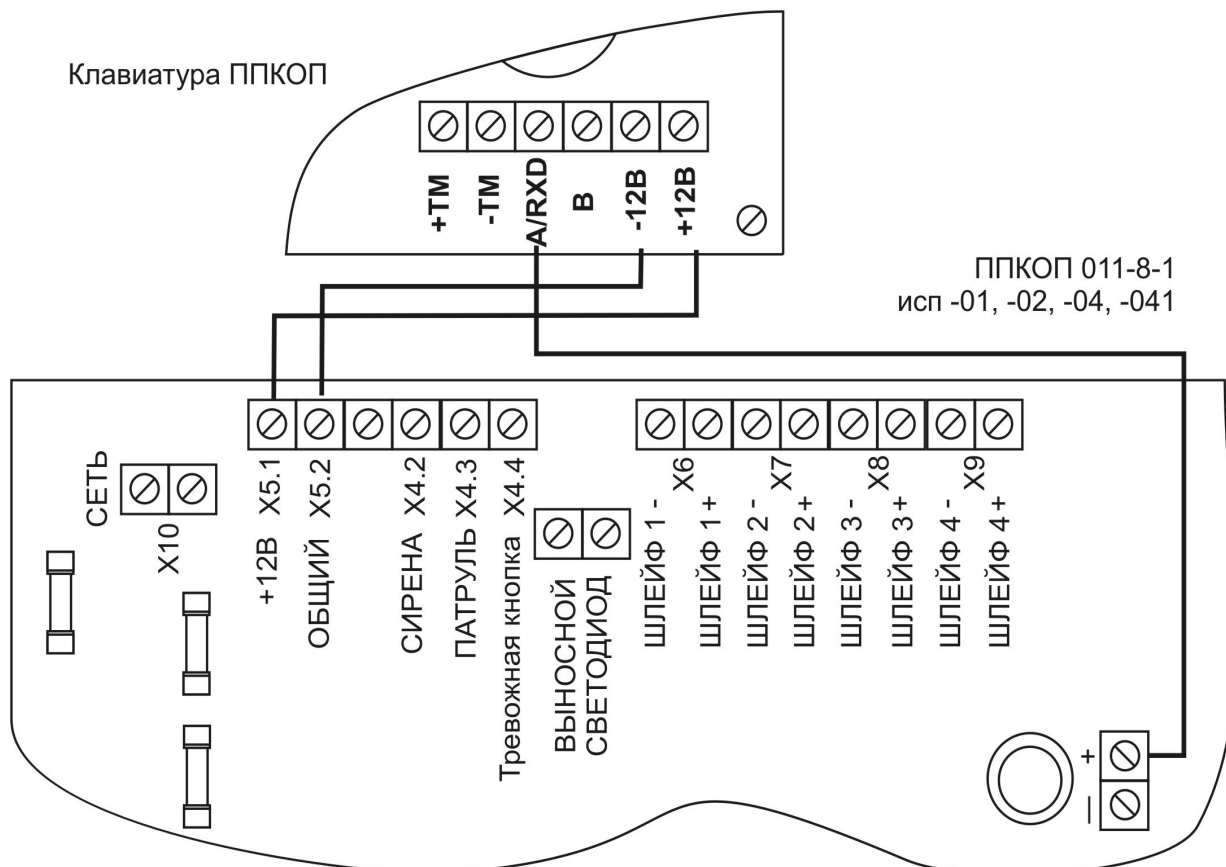 Клавиатура ППКОП
+ТМ
-ТМ
A/RXD
B
-12В
+12В
ППКОП 011-8-1
исп -01, -02, -04, -041
СЕТЬ
X10
+12В X5.1
ОБЩИЙ X5.2
СИРЕНА X4.2
ПАТРУЛЬ X4.3
Тревожная кнопка X4.4
ВЫНОСНОЙ
СВЕТОДИОД
X6
X7
X8
X9
ШЛЕЙФ 1 -
ШЛЕЙФ 1+
ШЛЕЙФ 2 -
ШЛЕЙФ 2+
ШЛЕЙФ 3 -
ШЛЕЙФ 3+
ШЛЕЙФ 4 -
ШЛЕЙФ 4+
+
–